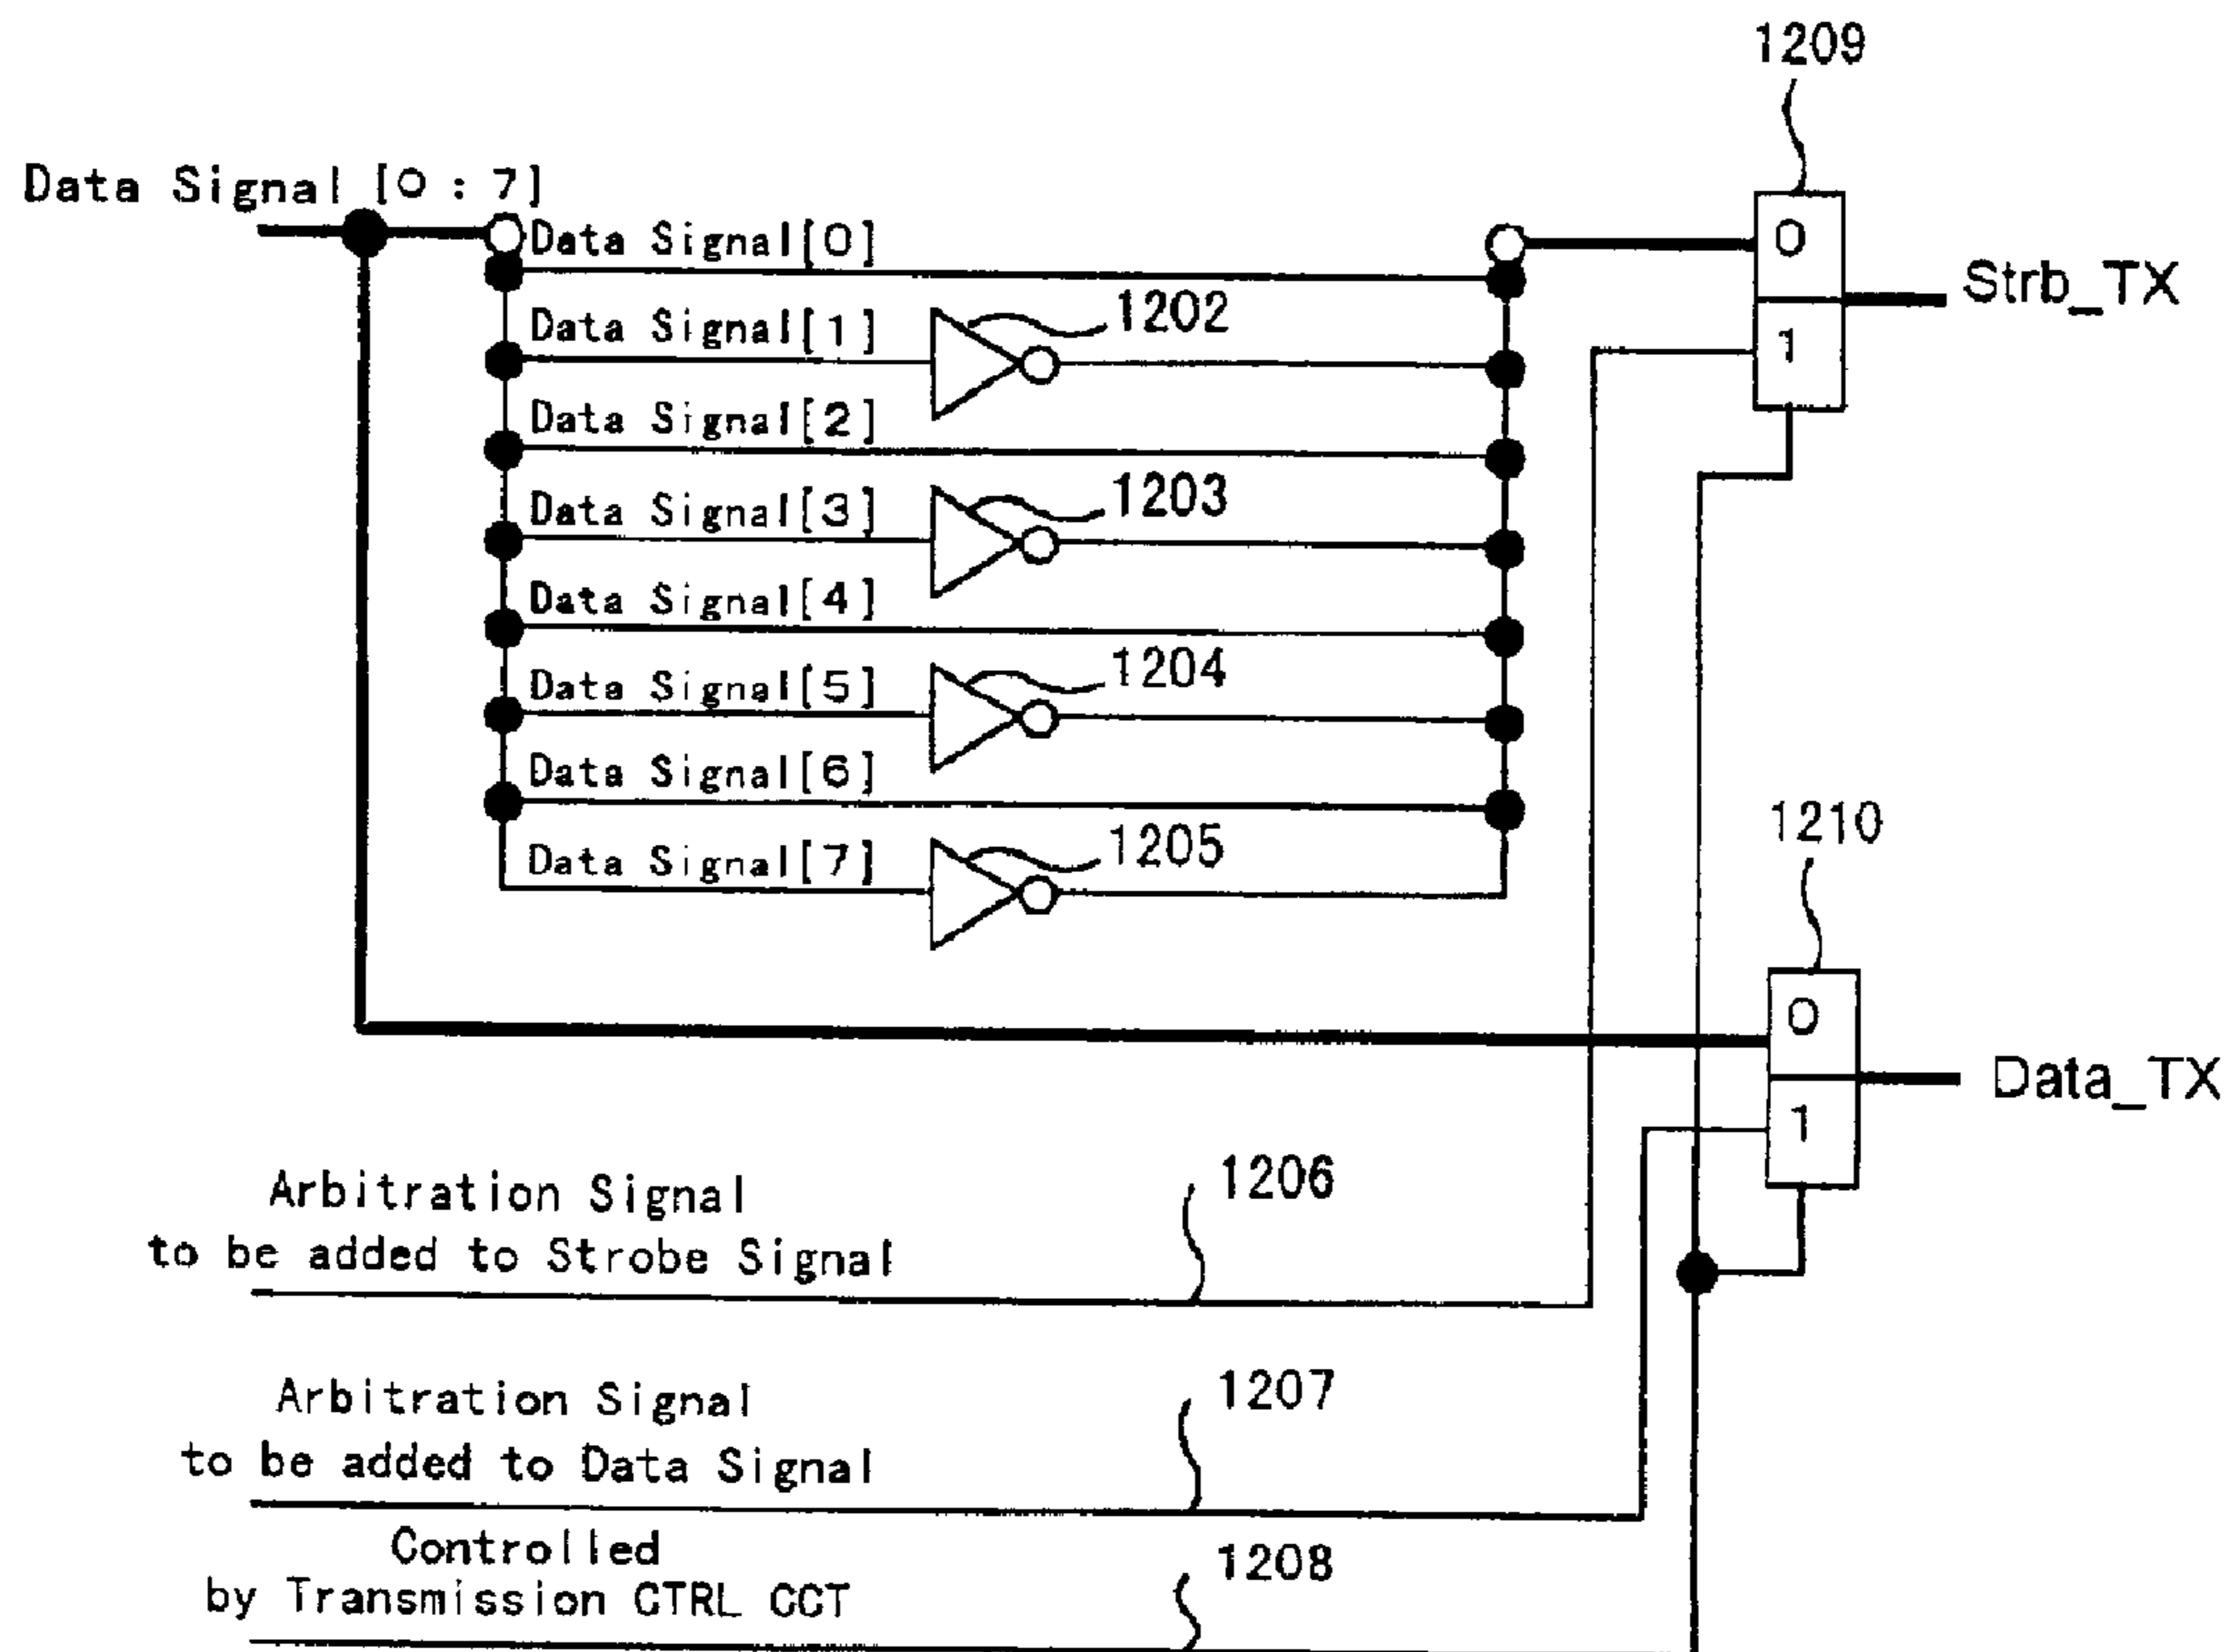 1209
Data Signal [0 : 7]
Data Signal[0]
0
Strb_TX
1202
Data Signal[1]
1
Data Signal[2]
1203
Data Signal[3]
Data Signal[4]
1204
Data Signal[5]
Data Signal[6]
1210
1205
Data Signal[7]
0
Data_TX
1
Arbitration Signal
to be added to Strobe Signal
1206
Arbitration Signal
to be added to Data Signal
1207
Controlled
by Transmission CTRL CCT
1208